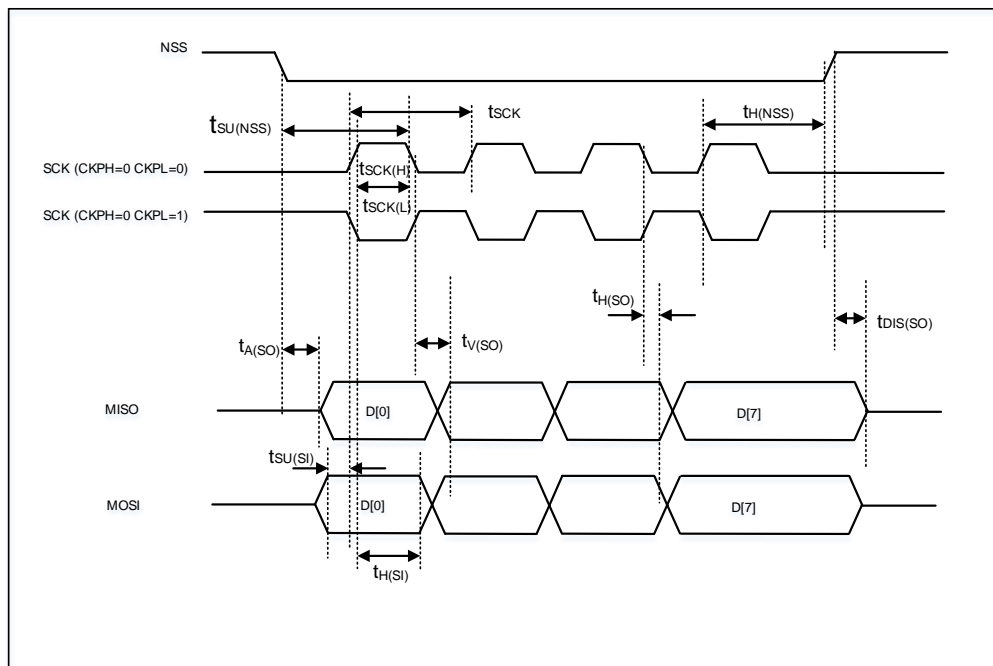 NSS
tSCK
tH(NSS)
tSU(NSS)
SCK (CKPH=0 CKPL=0)
tSCK(H)
tSCK(L)
SCK (CKPH=0 CKPL=1)
tH(SO)
tDIS(SO)
tV(SO)
tA(SO)
MISO
D[0]
D[7]
tSU(SI)
MOSI
D[0]
D[7]
tH(SI)